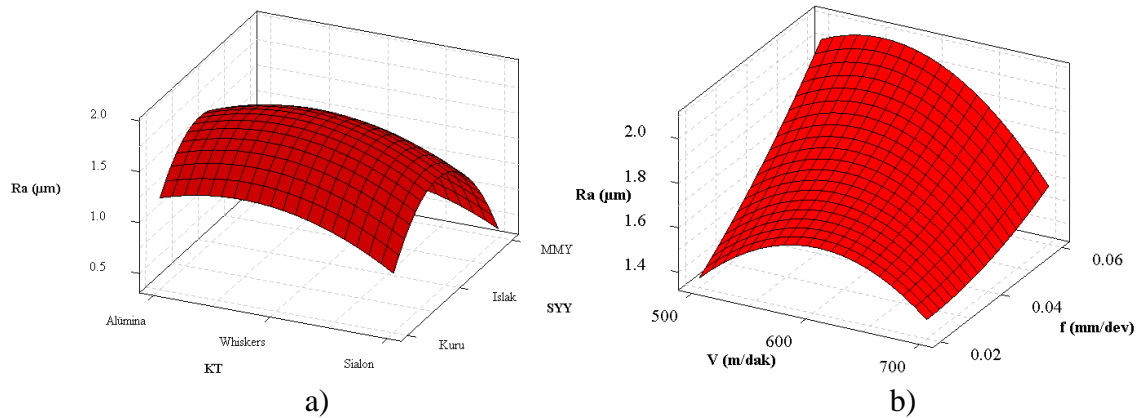 2.0
1.5
Ra (µm)
1.0
0.5
Alümina
Whiskers
Sialon
KT
Kuru
Islak
MMY
SYY
a)
2.0
1.8
Ra (µm)
1.6
1.4
500
600
700
V (m/dak)
0.02
0.04
0.06
f (mm/dev)
b)